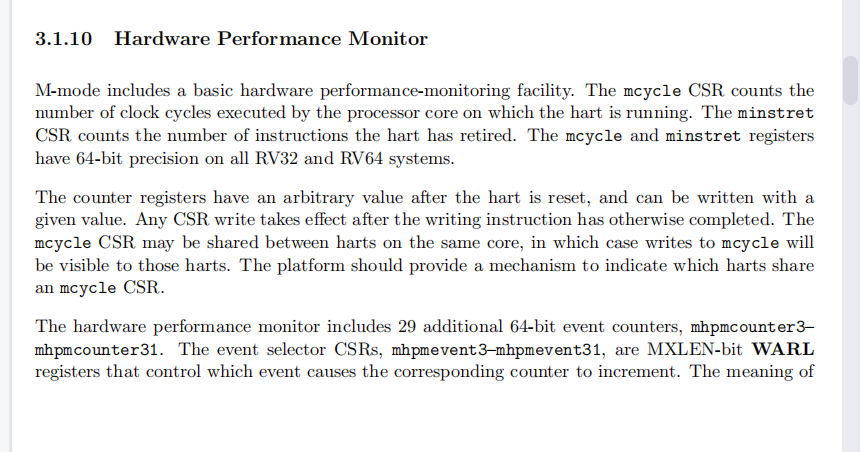 3.1.10 Hardware Performance Monitor
M-mode includes a basic hardware performance-monitoring facility. The mcycle CSR counts the
number of clock cycles executed by the processor core on which the hart is running. The minstret
CSR counts the number of instructions the hart has retired. The mcycle and minstret registers
have 64-bit precision on all RV32 and RV64 systems.
The counter registers have an arbitrary value after the hart is reset, and can be written with a
given value. Any CSR write takes effect after the writing instruction has otherwise completed. The
mcycle CSR may be shared between harts on the same core, in which case writes to mcycle will
be visible to those harts. The platform should provide a mechanism to indicate which harts share
an mcycle CSR.
The hardware performance monitor includes 29 additional 64-bit event counters, mhpmcounter3–
mhpmcounter31. The event selector CSRs, mhpmevent3–mhpmevent31, are MXLEN-bit WARL
registers that control which event causes the corresponding counter to increment. The meaning of